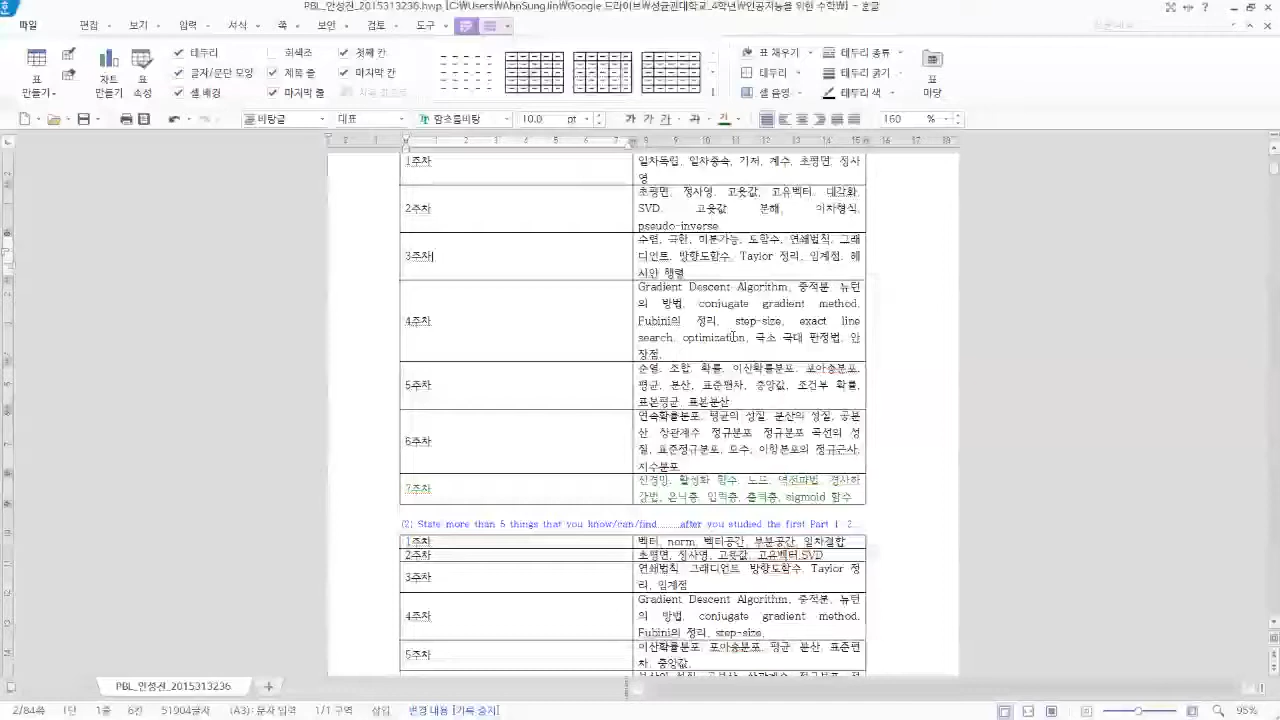 PBL_안성진_2015313236.hwp [C:₩Users₩AhnSungJin₩Google 드라이브₩성균관대학교_4학년₩인공지능을 위한 수학₩] - 한글
파일 편집 보기 입력 서식 쪽 보안 검토 도구
테두리 회색조 첫째 칸 표 채우기 테두리 종류
글자/문단 모양 제목 줄 마지막 칸 테두리 테두리 굵기
셀 배경 마지막 줄 셀 음영 테두리 색
표 만들기 차트 만들기 표 속성 표 마당
바탕글 대표 함초롬바탕 10.0 pt 160 %
1주차 일차독립, 일차종속, 기저, 계수, 초평면, 정사
영
2주차 초평면, 정사영, 고윳값, 고유벡터, 대각화,
SVD, 고윳값 분해, 이차형식,
pseudo-inverse
3주차 수렴, 극한, 미분가능, 도함수, 연쇄법칙, 그래
디언트, 방향도함수, Taylor 정리, 임계점, 헤
시안 행렬
4주차 Gradient Descent Algorithm, 중적분, 뉴턴
의 방법, conjugate gradient method,
Fubini의 정리, step-size, exact line
search, optimization, 극소 극대 판정법, 안
장점,
5주차 순열, 조합, 확률, 이산확률분포, 포아송분포,
평균, 분산, 표준편차, 중앙값, 조건부 확률,
표본평균, 표본분산
6주차 연속확률분포, 평균의 성질, 분산의 성질, 공분
산, 상관계수, 정규분포, 정규분포 곡선의 성
질, 표준정규분포, 모수, 이항분포의 정규근사,
지수분포
7주차 신경망, 활성화 함수, 노드, 역전파법, 경사하
강법, 은닉층, 입력층, 출력층, sigmoid 함수
(2) State more than 5 things that you know/can/find........after you studied the first Part 1 2...
1주차 벡터, norm, 벡터공간, 부분공간, 일차결합
2주차 초평면, 정사영, 고윳값, 고유벡터,SVD
3주차 연쇄법칙, 그래디언트, 방향도함수, Taylor 정
리, 임계점
4주차 Gradient Descent Algorithm, 중적분, 뉴턴
의 방법, conjugate gradient method,
Fubini의 정리, step-size,
5주차 이산확률분포, 포아송분포, 평균, 분산, 표준편
차, 중앙값,
PBL_안성진_2015313236
2/84쪽 1단 1줄 6칸 51904글자 (A3): 문자 입력 1/1 구역 삽입 변경 내용 [기록 중지] 95%